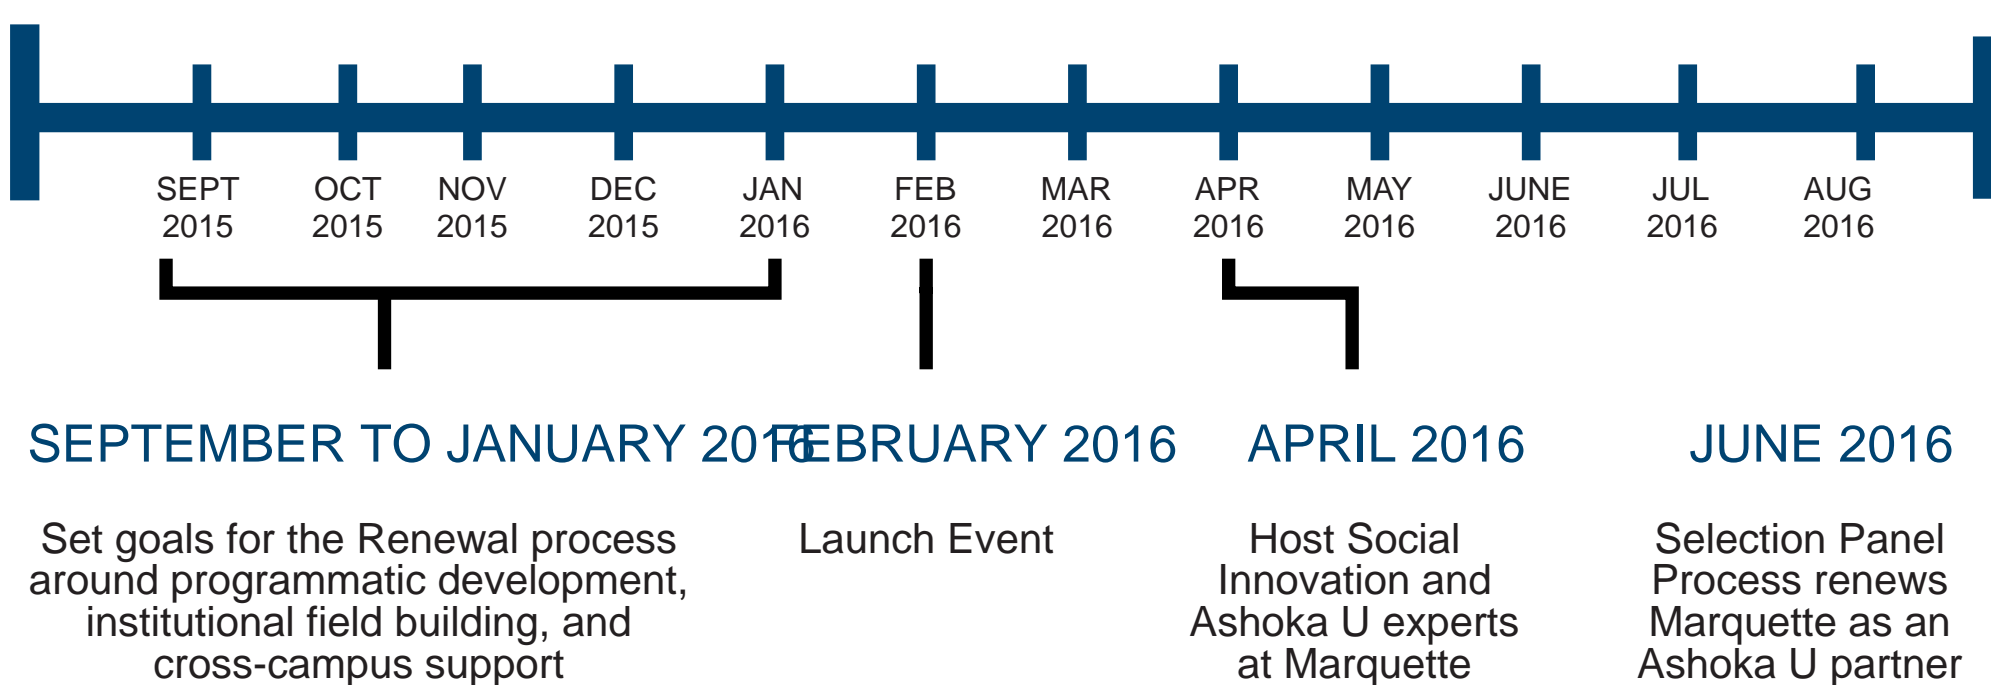 SEPT OCT NOV DEC JAN FEB MAR APR MAY JUNE JUL AUG
2015 2015 2015 2015 2016 2016 2016 2016 2016 2016 2016 2016
SEPTEMBER TO JANUARY 2016
Set goals for the Renewal process
around programmatic development,
institutional field building, and
cross-campus support
FEBRUARY 2016
Launch Event
APRIL 2016
Host Social
Innovation and
Ashoka U experts
at Marquette
JUNE 2016
Selection Panel
Process renews
Marquette as an
Ashoka U partner